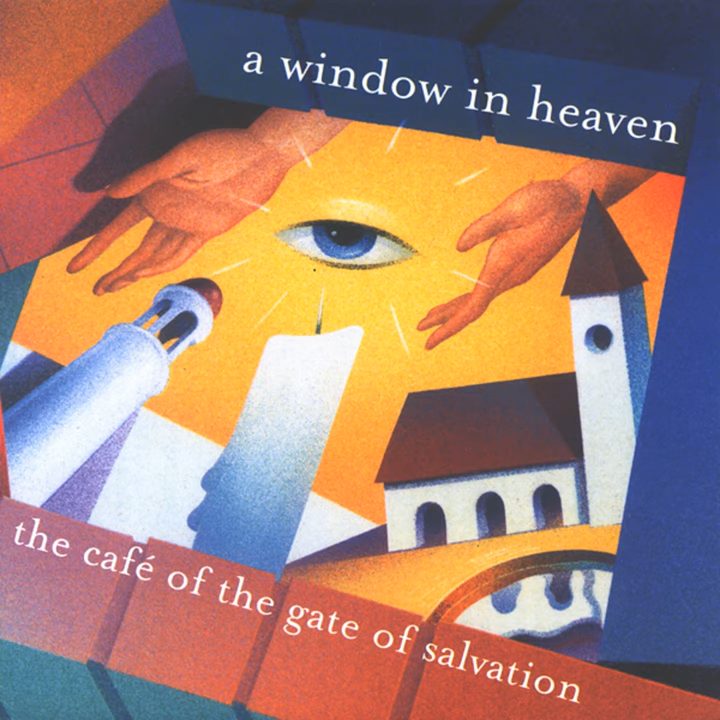 a window in heaven
the café of the gate of salvation